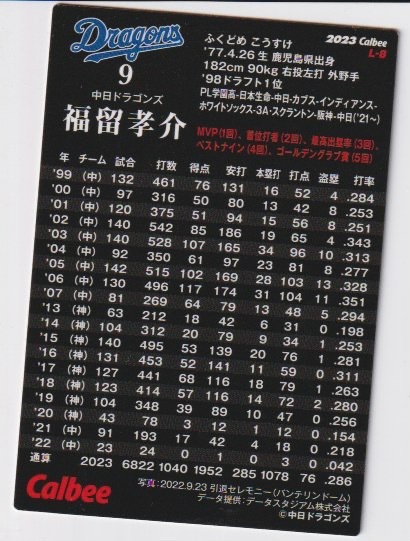 Dragons
2023 Calbee
L-8
9
中日ドラゴンズ
福留孝介
ふくどめ こうすけ
'77.4.26生 鹿児島県出身
182cm 90kg 右投左打 外野手
'98ドラフト1位
PL学園高-日本生命-中日-カブス-インディアンス-
ホワイトソックス-3A・スクラントン-阪神-中日('21~)
MVP(1回)、首位打者(2回)、最高出塁率(3回)、
ベストナイン(4回)、ゴールデングラブ賞(5回)
年 チーム 試合 打数 得点 安打 本塁打 打点 盗塁 打率
'99 (中) 132 461 76 131 16 52 4 .284
'00 (中) 97 316 50 80 13 42 8 .253
'01 (中) 120 375 51 94 15 56 8 .251
'02 (中) 140 542 85 186 19 65 4 .343
'03 (中) 140 528 107 165 34 96 10 .313
'04 (中) 92 350 61 97 23 81 8 .277
'05 (中) 142 515 102 169 28 103 13 .328
'06 (中) 130 496 117 174 31 104 11 .351
'07 (中) 81 269 64 79 13 48 5 .294
'13 (神) 63 212 18 42 6 31 0 .198
'14 (神) 104 312 20 79 9 34 1 .253
'15 (神) 140 495 53 139 20 76 1 .281
'16 (神) 131 453 52 141 11 59 0 .311
'17 (神) 127 441 68 116 18 79 1 .263
'18 (神) 123 414 57 116 14 72 2 .280
'19 (神) 104 348 39 89 10 47 0 .256
'20 (神) 43 78 3 12 1 12 0 .154
'21 (中) 91 193 17 42 4 18 0 .218
'22 (中) 23 24 0 1 0 3 0 .042
通算 2023 6822 1040 1952 285 1078 76 .286
Calbee
写真:2022.9.23 引退セレモニー(バンテリンドーム)
データ提供:データスタジアム株式会社
©中日ドラゴンズ